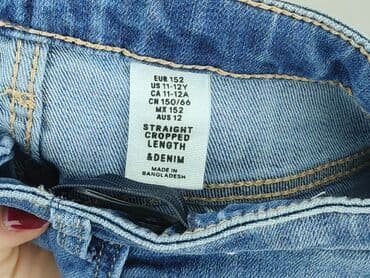 EUR 152
US 11-12Y
CA 11-12A
CN 150/66
MX 152
AUS 12
STRAIGHT
CROPPED
LENGTH
&DENIM
MADE IN
BANGLADESH